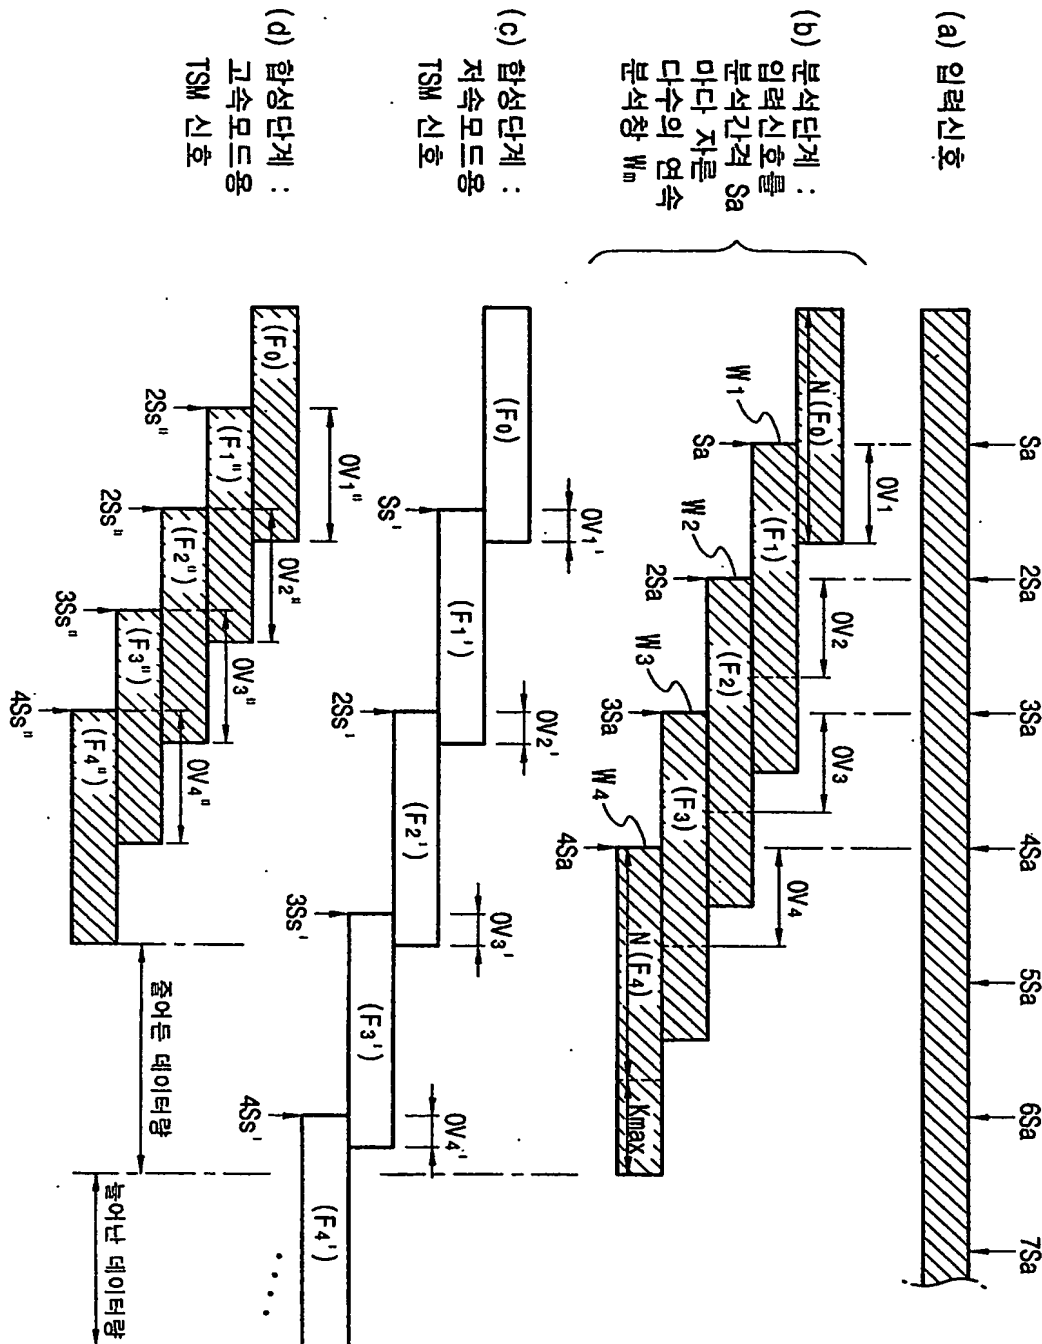 (a) 입력신호
Sa
2Sa
3Sa
4Sa
5Sa
6Sa
7Sa
(b) 분석단계 :
입력신호를
분석간격 Sa
마다 자른
다수의 연속
분석창 Wm
OV1
OV2
OV3
OV4
N(F0)
W1
Sa
(F1)
W2
2Sa
(F2)
W3
3Sa
(F3)
W4
4Sa
N(F4)
Kmax
(c) 합성단계 :
저속모드용
TSM 신호
(F0)
OV1'
Ss'
(F1')
OV2'
2Ss'
(F2')
OV3'
3Ss'
(F3')
OV4'
4Ss'
(F4')
(d) 합성단계 :
고속모드용
TSM 신호
(F0)
OV1"
2Ss"
(F1")
OV2"
2Ss"
(F2")
OV3"
3Ss"
(F3")
OV4"
4Ss"
(F4")
줄어든 데이터량
늘어난 데이터량